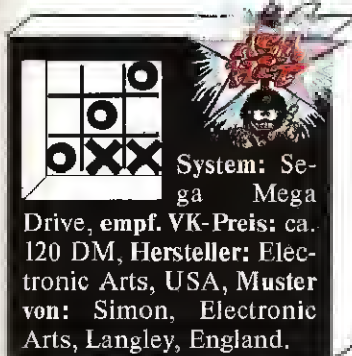 System: Se-
ga Mega
Drive, empf. VK-Preis: ca.
120 DM, Hersteller: Elec-
tronic Arts, USA, Muster
von: Simon, Electronic
Arts, Langley, England.